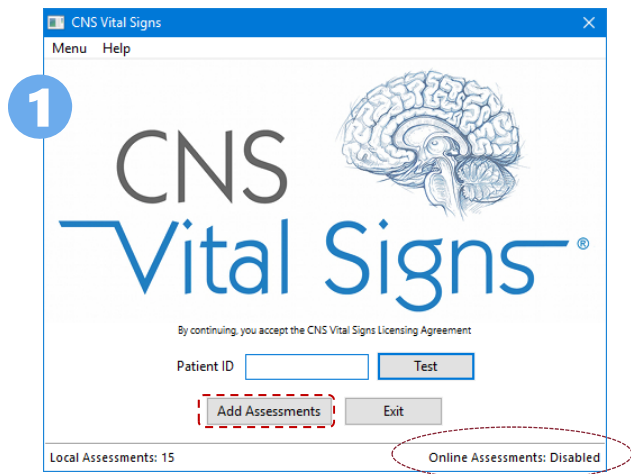 CNS Vital Signs
Menu Help
1
CNS
Vital Signs®
By continuing, you accept the CNS Vital Signs Licensing Agreement
Patient ID Test
Add Assessments Exit
Local Assessments: 15 Online Assessments: Disabled